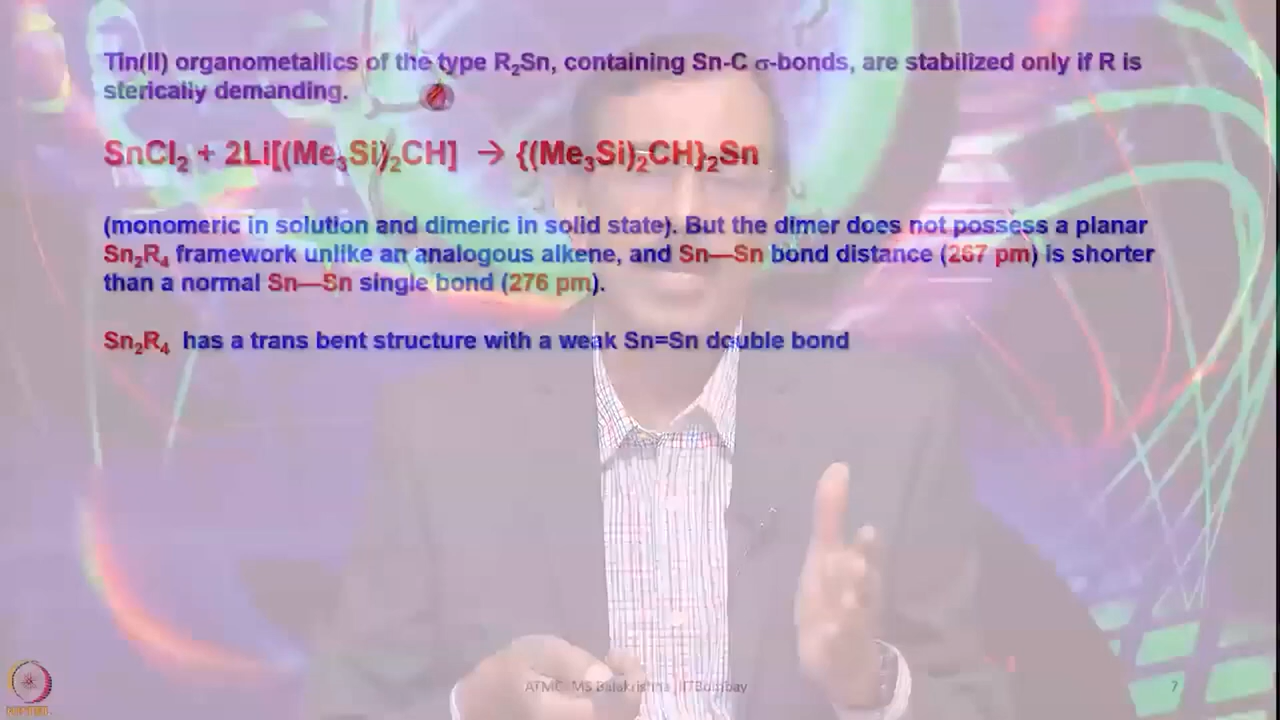 Tin(II) organometallics of the type R₂Sn, containing Sn-C σ-bonds, are stabilized only if R is
sterically demanding.
SnCl₂ + 2Li[(Me₃Si)₂CH] → {(Me₃Si)₂CH}₂Sn
(monomeric in solution and dimeric in solid state). But the dimer does not possess a planar
Sn₂R₄ framework unlike an analogous alkene, and Sn—Sn bond distance (267 pm) is shorter
than a normal Sn—Sn single bond (276 pm).
Sn₂R₄ has a trans bent structure with a weak Sn=Sn double bond
ATMC MS Balakrishna IITBombay
7